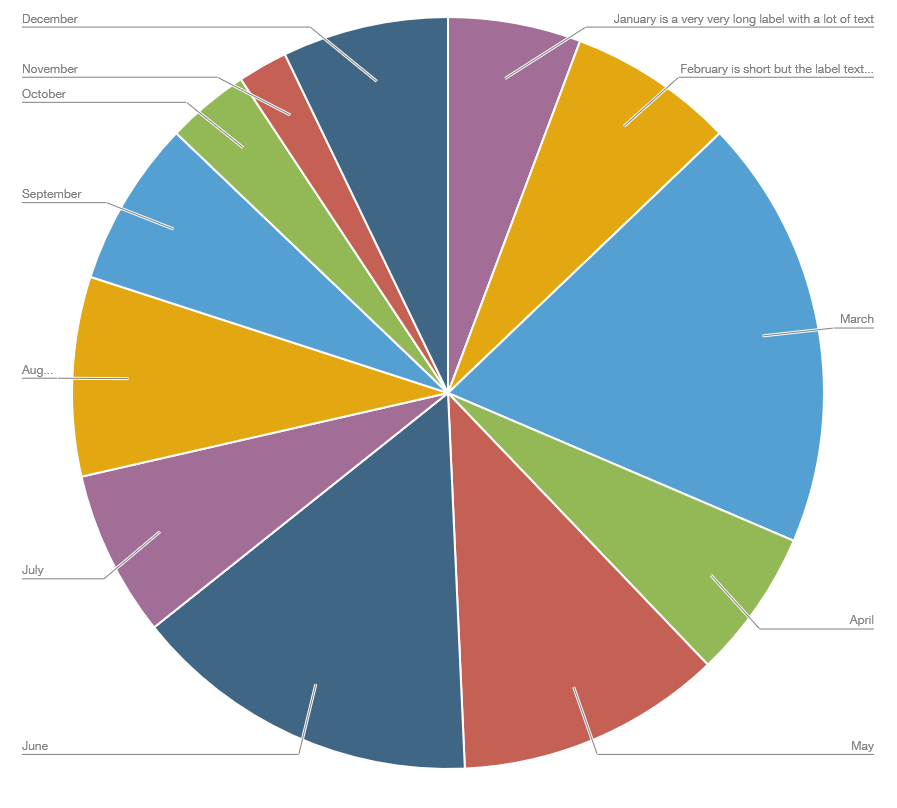 December
January is a very very long label with a lot of text
November
February is short but the label text...
October
September
March
Aug...
July
April
June
May